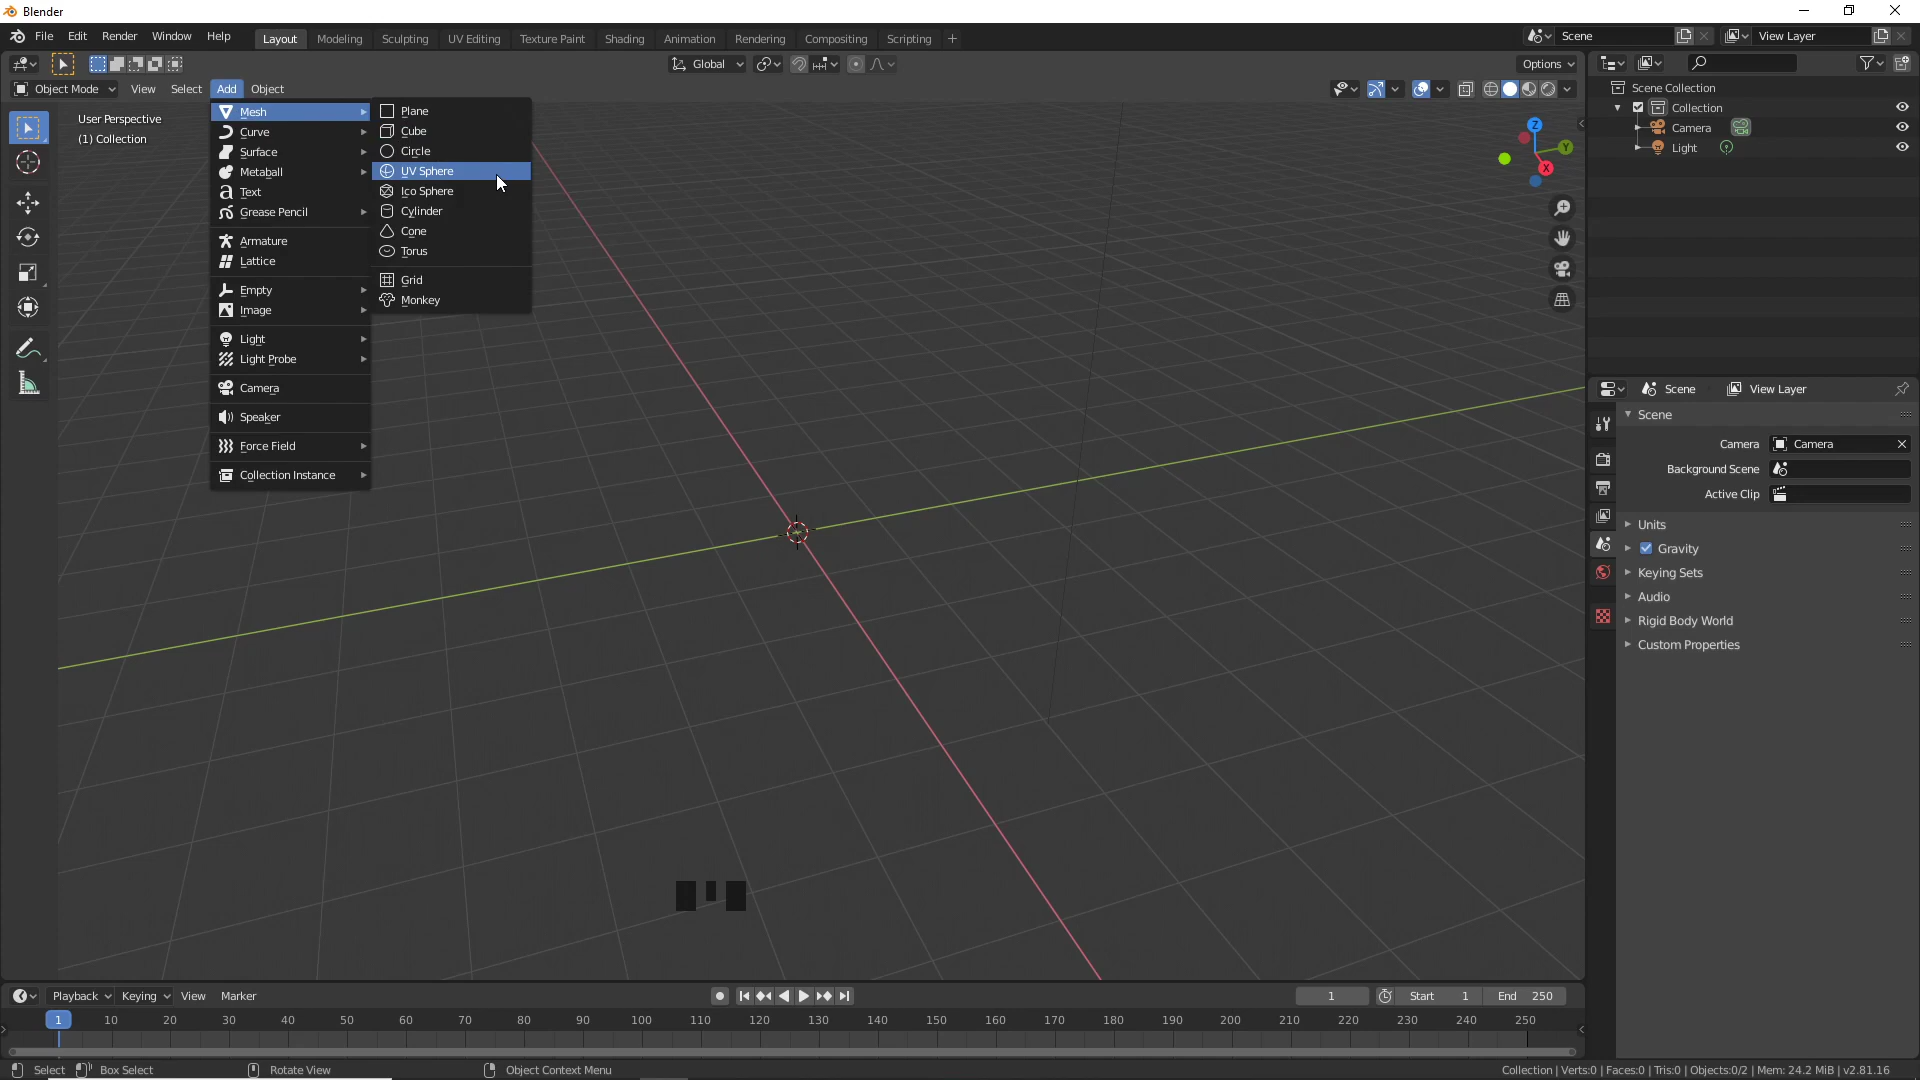 Blender
File Edit Render Window Help
Layout Modeling Sculpting UV Editing Texture Paint Shading Animation Rendering Compositing Scripting +
Scene
View Layer
Global
Options
Object Mode View Select Add Object
User Perspective
(1) Collection
Mesh
Curve
Surface
Metaball
Text
Grease Pencil
Armature
Lattice
Empty
Image
Light
Light Probe
Camera
Speaker
Force Field
Collection Instance
Plane
Cube
Circle
UV Sphere
Ico Sphere
Cylinder
Cone
Torus
Grid
Monkey
Z
Y
X
Scene Collection
Collection
Camera
Light
Scene View Layer
Scene
Camera Camera
Background Scene
Active Clip
Units
Gravity
Keying Sets
Audio
Rigid Body World
Custom Properties
Playback Keying View Marker
1 Start 1 End 250
1 10 20 30 40 50 60 70 80 90 100 110 120 130 140 150 160 170 180 190 200 210 220 230 240 250
Select Box Select Rotate View Object Context Menu
Collection | Verts:0 | Faces:0 | Tris:0 | Objects:0/2 | Mem: 24.2 MiB | v2.81.16